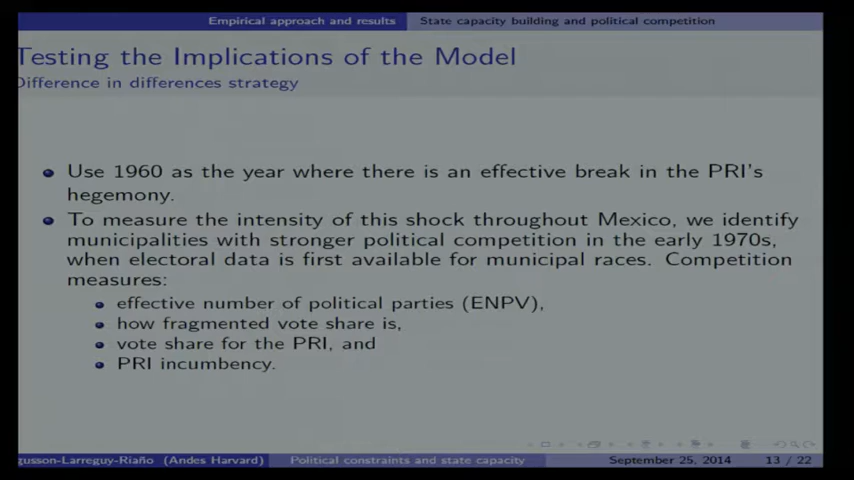 Empirical approach and results State capacity building and political competition
Testing the Implications of the Model
Difference in differences strategy
Use 1960 as the year where there is an effective break in the PRI's
hegemony.
To measure the intensity of this shock throughout Mexico, we identify
municipalities with stronger political competition in the early 1970s,
when electoral data is first available for municipal races. Competition
measures:
effective number of political parties (ENPV),
how fragmented vote share is,
vote share for the PRI, and
PRI incumbency.
gusson-Larreguy-Riaño (Andes Harvard) Political constraints and state capacity September 25, 2014 13 / 22